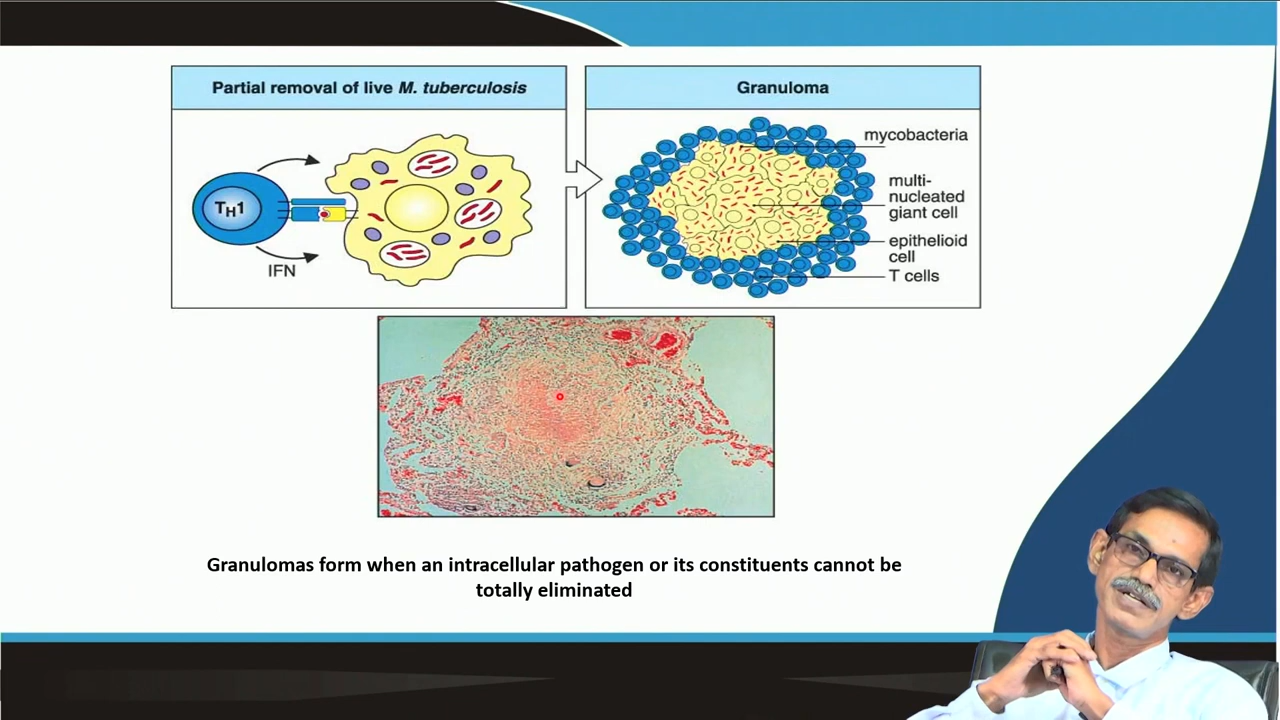 Partial removal of live M. tuberculosis
Granuloma
TH1
IFN
mycobacteria
multi-
nucleated
giant cell
epithelioid
cell
T cells
Granulomas form when an intracellular pathogen or its constituents cannot be
totally eliminated